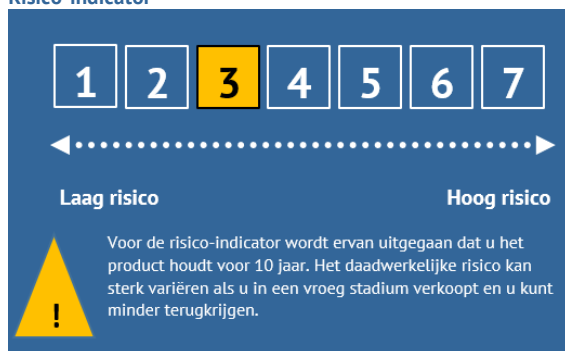 Risico-indicator
1 2 3 4 5 6 7
Laag risico Hoog risico
Voor de risico-indicator wordt ervan uitgegaan dat u het
product houdt voor 10 jaar. Het daadwerkelijke risico kan
sterk variëren als u in een vroeg stadium verkoopt en u kunt
minder terugkrijgen.
!